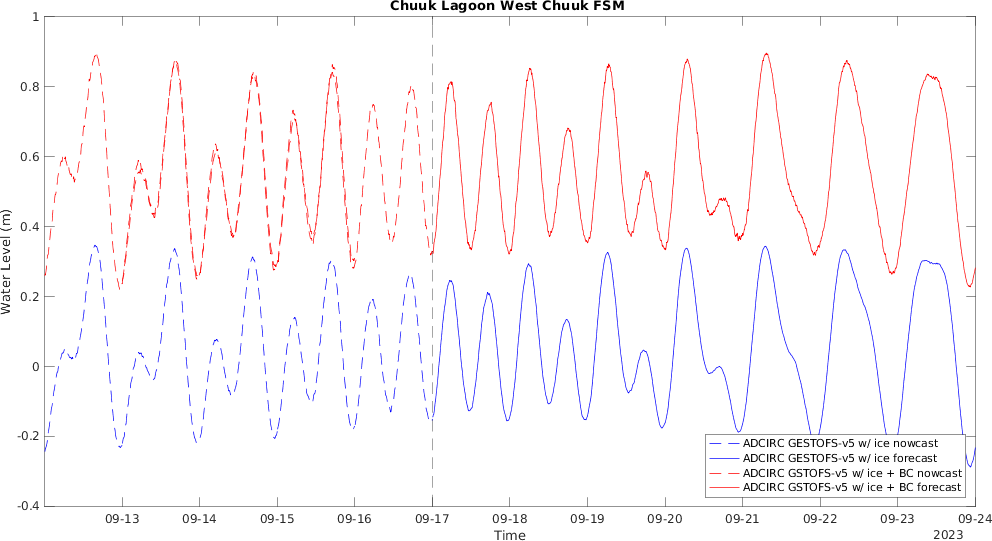 Chuuk Lagoon West Chuuk FSM
Water Level (m)
1
0.8
0.6
0.4
0.2
0
-0.2
-0.4
ADCIRC GESTOFS-v5 w/ ice nowcast
ADCIRC GESTOFS-v5 w/ ice forecast
ADCIRC GSTOFS-v5 w/ ice + BC nowcast
ADCIRC GSTOFS-v5 w/ ice + BC forecast
09-13 09-14 09-15 09-16 09-17 09-18 09-19 09-20 09-21 09-22 09-23 09-24
Time
2023